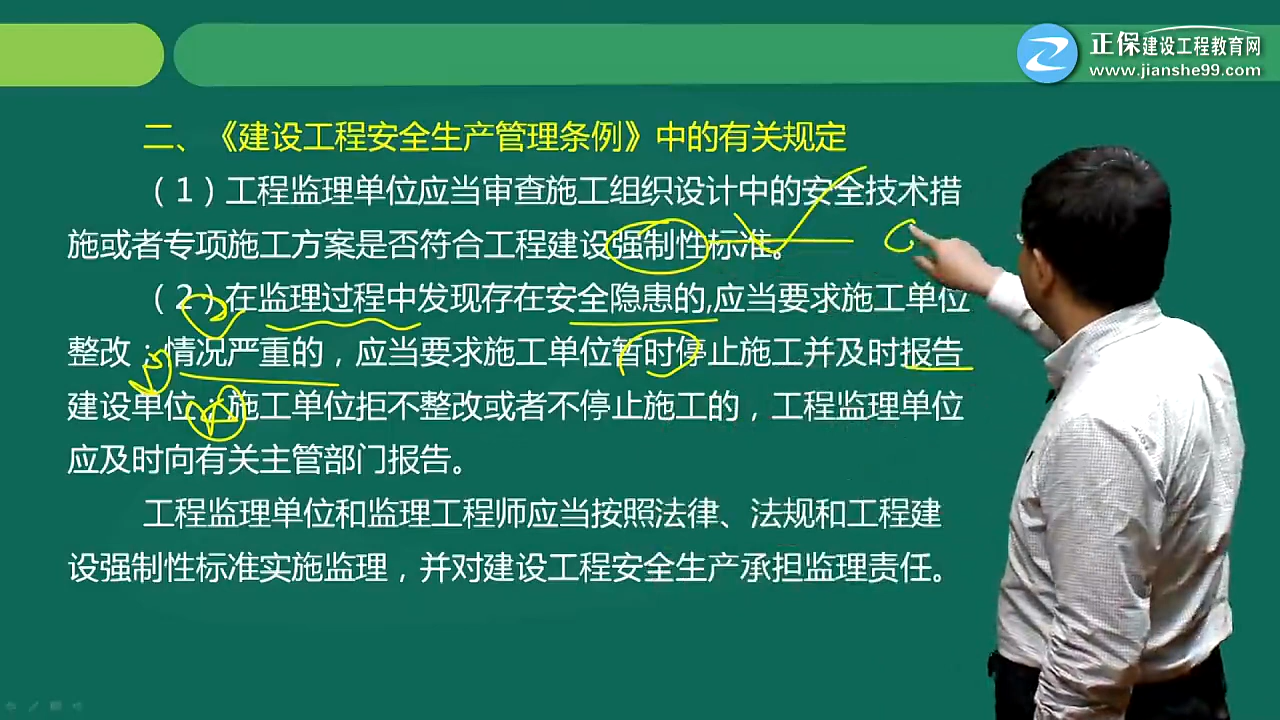 正保建设工程教育网
www.jianshe99.com
二、《建设工程安全生产管理条例》中的有关规定
（1）工程监理单位应当审查施工组织设计中的安全技术措
施或者专项施工方案是否符合工程建设强制性标准。
（2）在监理过程中发现存在安全隐患的,应当要求施工单位
整改；情况严重的，应当要求施工单位暂时停止施工并及时报告
建设单位；施工单位拒不整改或者不停止施工的，工程监理单位
应及时向有关主管部门报告。
工程监理单位和监理工程师应当按照法律、法规和工程建
设强制性标准实施监理，并对建设工程安全生产承担监理责任。